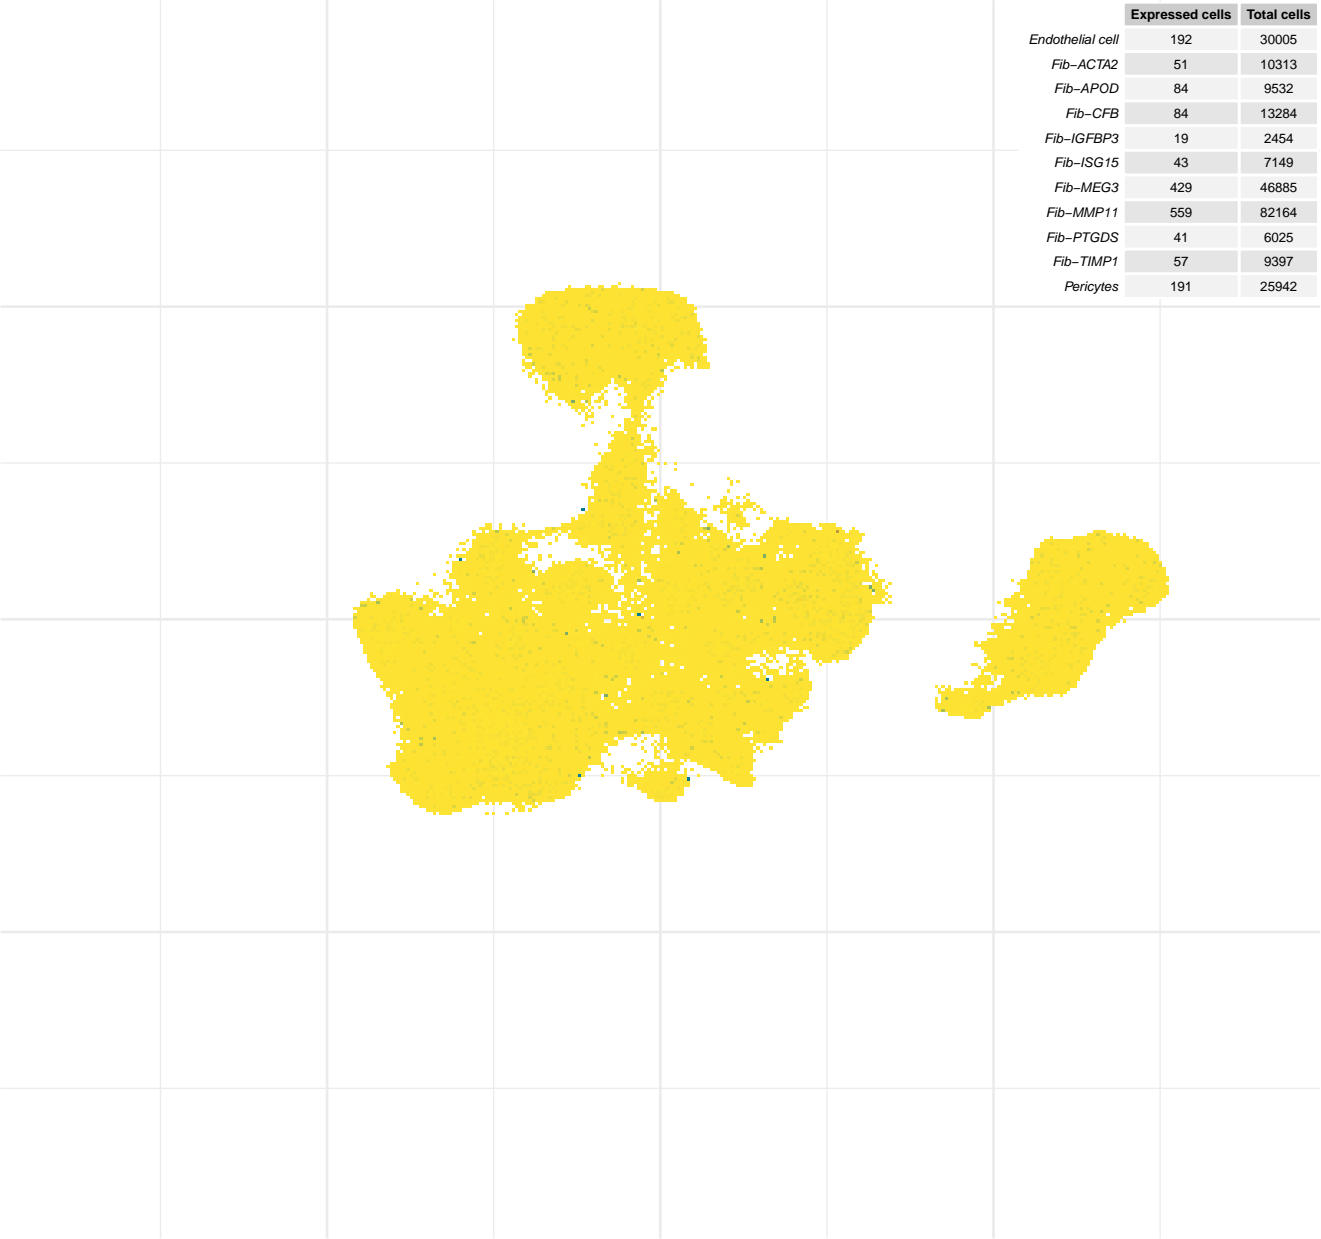 Expressed cells Total cells
Endothelial cell 192 30005
Fib−ACTA2 51 10313
Fib−APOD 84 9532
Fib−CFB 84 13284
Fib−IGFBP3 19 2454
Fib−ISG15 43 7149
Fib−MEG3 429 46885
Fib−MMP11 559 82164
Fib−PTGDS 41 6025
Fib−TIMP1 57 9397
Pericytes 191 25942